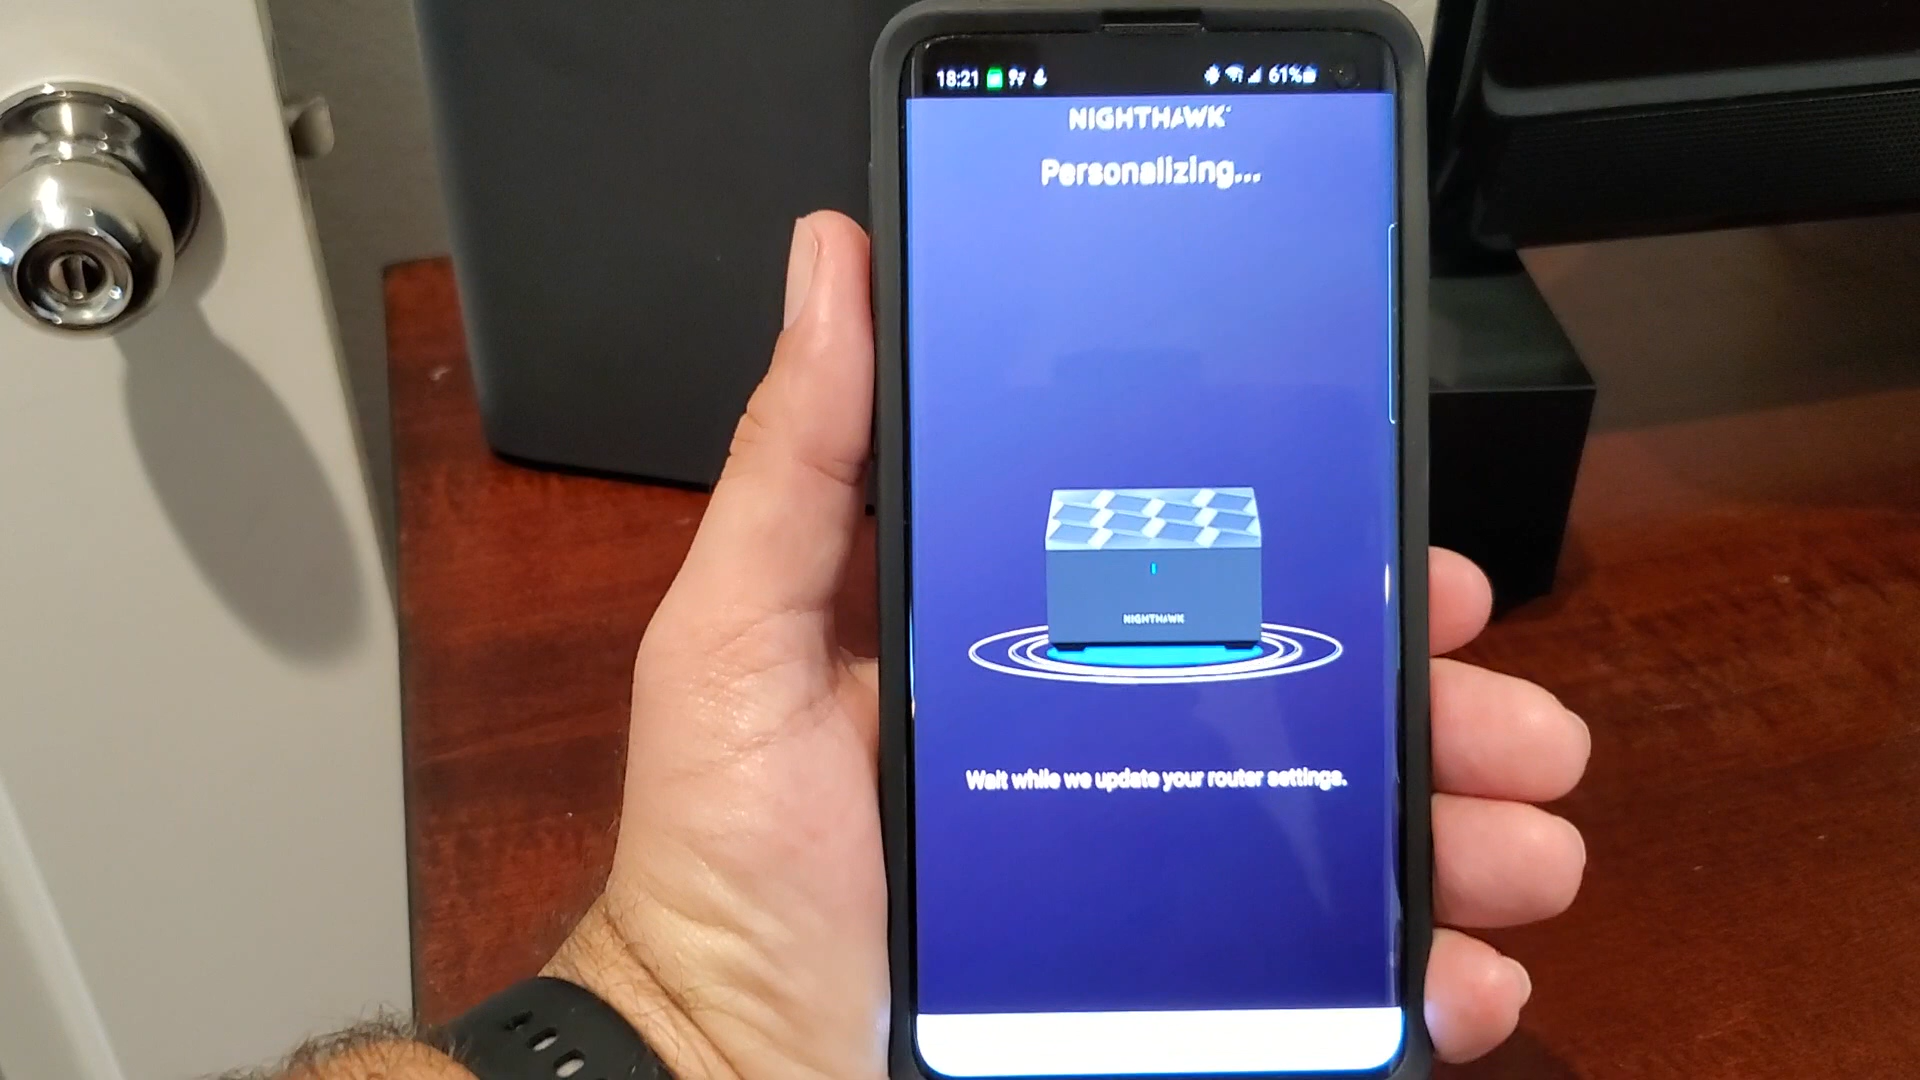 18:21 61%
NIGHTHAWK
Personalizing...
NIGHTHAWK
Wait while we update your router settings.